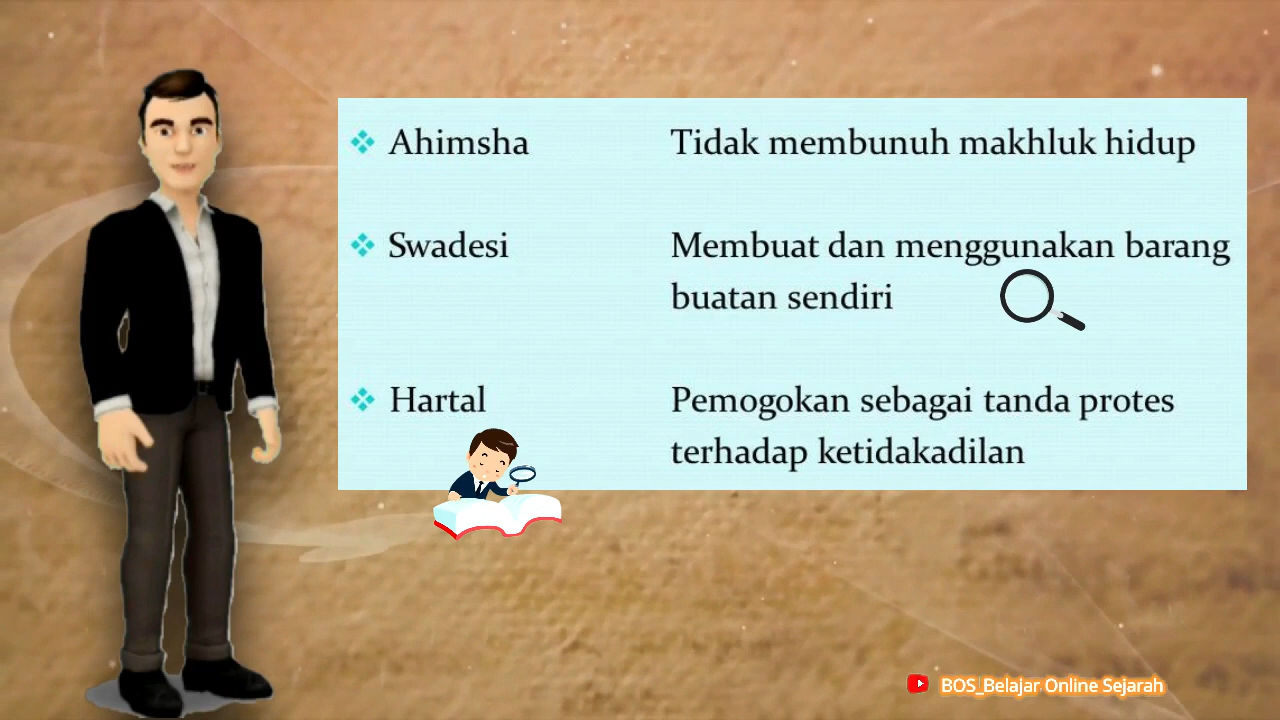 Ahimsha Tidak membunuh makhluk hidup
Swadesi Membuat dan menggunakan barang
buatan sendiri
Hartal Pemogokan sebagai tanda protes
terhadap ketidakadilan
BOS_Belajar Online Sejarah